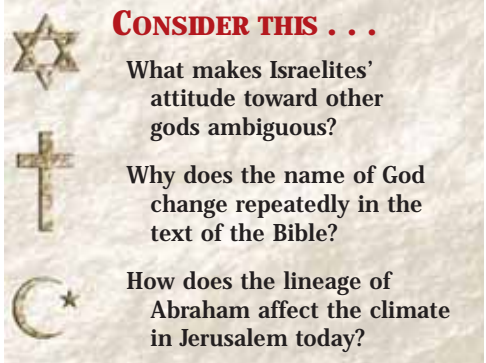 CONSIDER THIS . . .
What makes Israelites’
attitude toward other
gods ambiguous?
Why does the name of God
change repeatedly in the
text of the Bible?
How does the lineage of
Abraham affect the climate
in Jerusalem today?